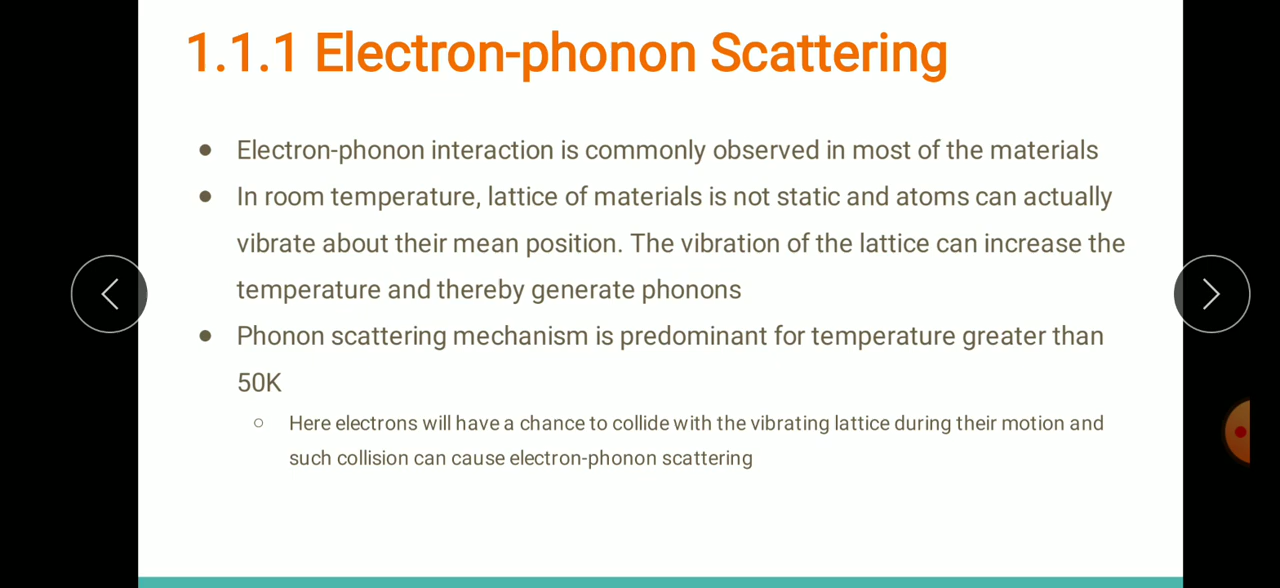 1.1.1 Electron-phonon Scattering
● Electron-phonon interaction is commonly observed in most of the materials
● In room temperature, lattice of materials is not static and atoms can actually
vibrate about their mean position. The vibration of the lattice can increase the
temperature and thereby generate phonons
● Phonon scattering mechanism is predominant for temperature greater than
50K
○ Here electrons will have a chance to collide with the vibrating lattice during their motion and
such collision can cause electron-phonon scattering